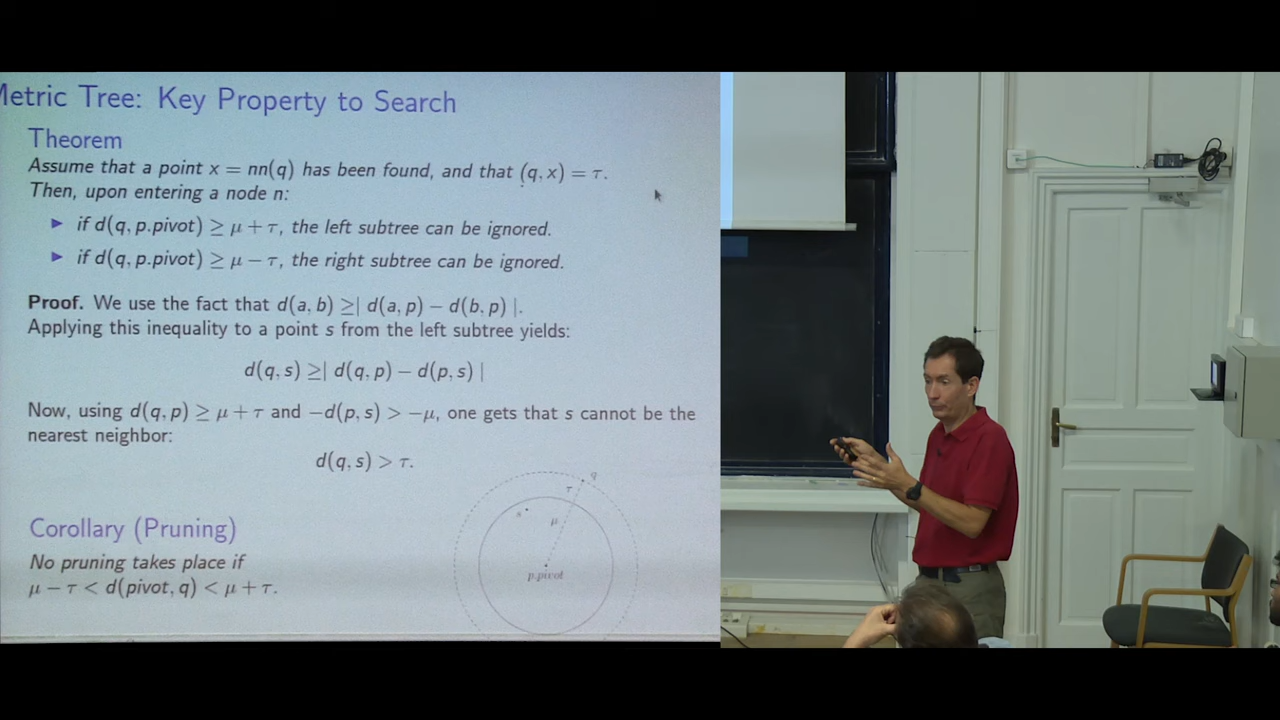 Metric Tree: Key Property to Search
Theorem
Assume that a point x = nn(q) has been found, and that (q, x) = τ.
Then, upon entering a node n:
▶ if d(q, p.pivot) ≥ μ + τ, the left subtree can be ignored.
▶ if d(q, p.pivot) ≥ μ − τ, the right subtree can be ignored.
Proof. We use the fact that d(a, b) ≥| d(a, p) − d(b, p) |.
Applying this inequality to a point s from the left subtree yields:
d(q, s) ≥| d(q, p) − d(p, s) |
Now, using d(q, p) ≥ μ + τ and −d(p, s) > −μ, one gets that s cannot be the
nearest neighbor:
d(q, s) > τ.
q
τ
s
μ
p.pivot
Corollary (Pruning)
No pruning takes place if
μ − τ < d(pivot, q) < μ + τ.